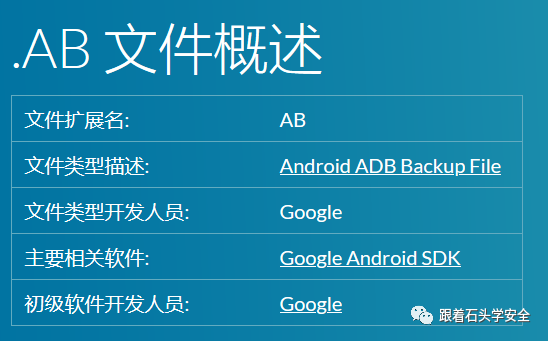 .AB 文件概述
文件扩展名: AB
文件类型描述: Android ADB Backup File
文件类型开发人员: Google
主要相关软件: Google Android SDK
初级软件开发人员: Google
跟着石头学安全